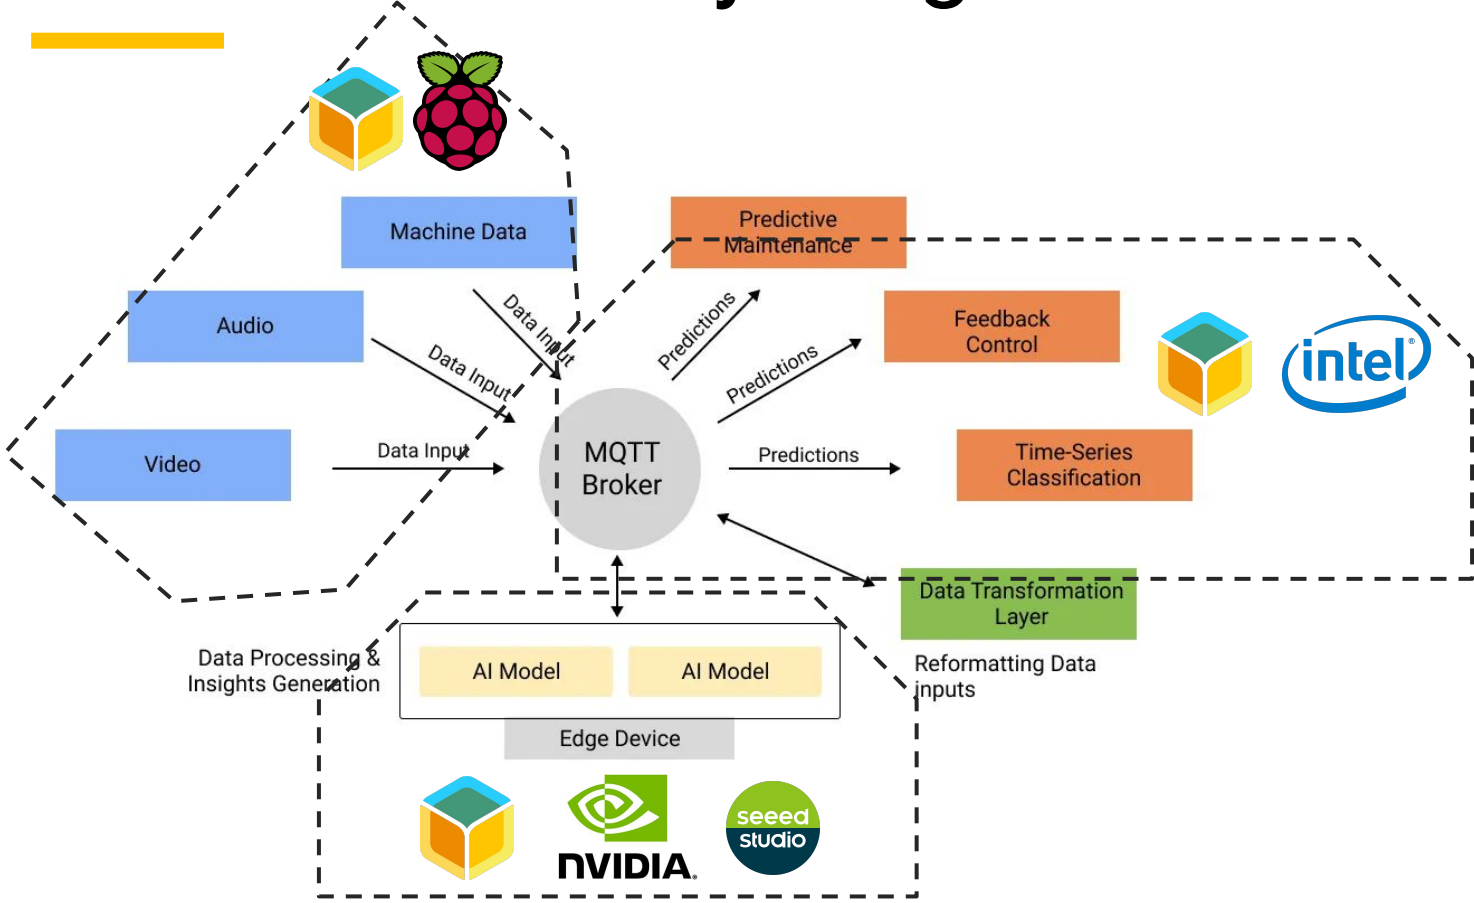 Machine Data
Predictive
Maintenance
Audio
Data Input
Predictions
Feedback
Control
intel®
Data Input
Predictions
Video
Data Input
MQTT
Broker
Predictions
Time-Series
Classification
Data Transformation
Layer
Data Processing &
Insights Generation
AI Model
AI Model
Reformatting Data
inputs
Edge Device
NVIDIA.
seeed
studio